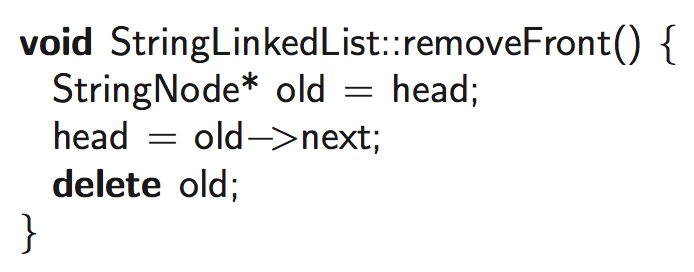 void StringLinkedList::removeFront() {
StringNode* old = head;
head = old−>next;
delete old;
}